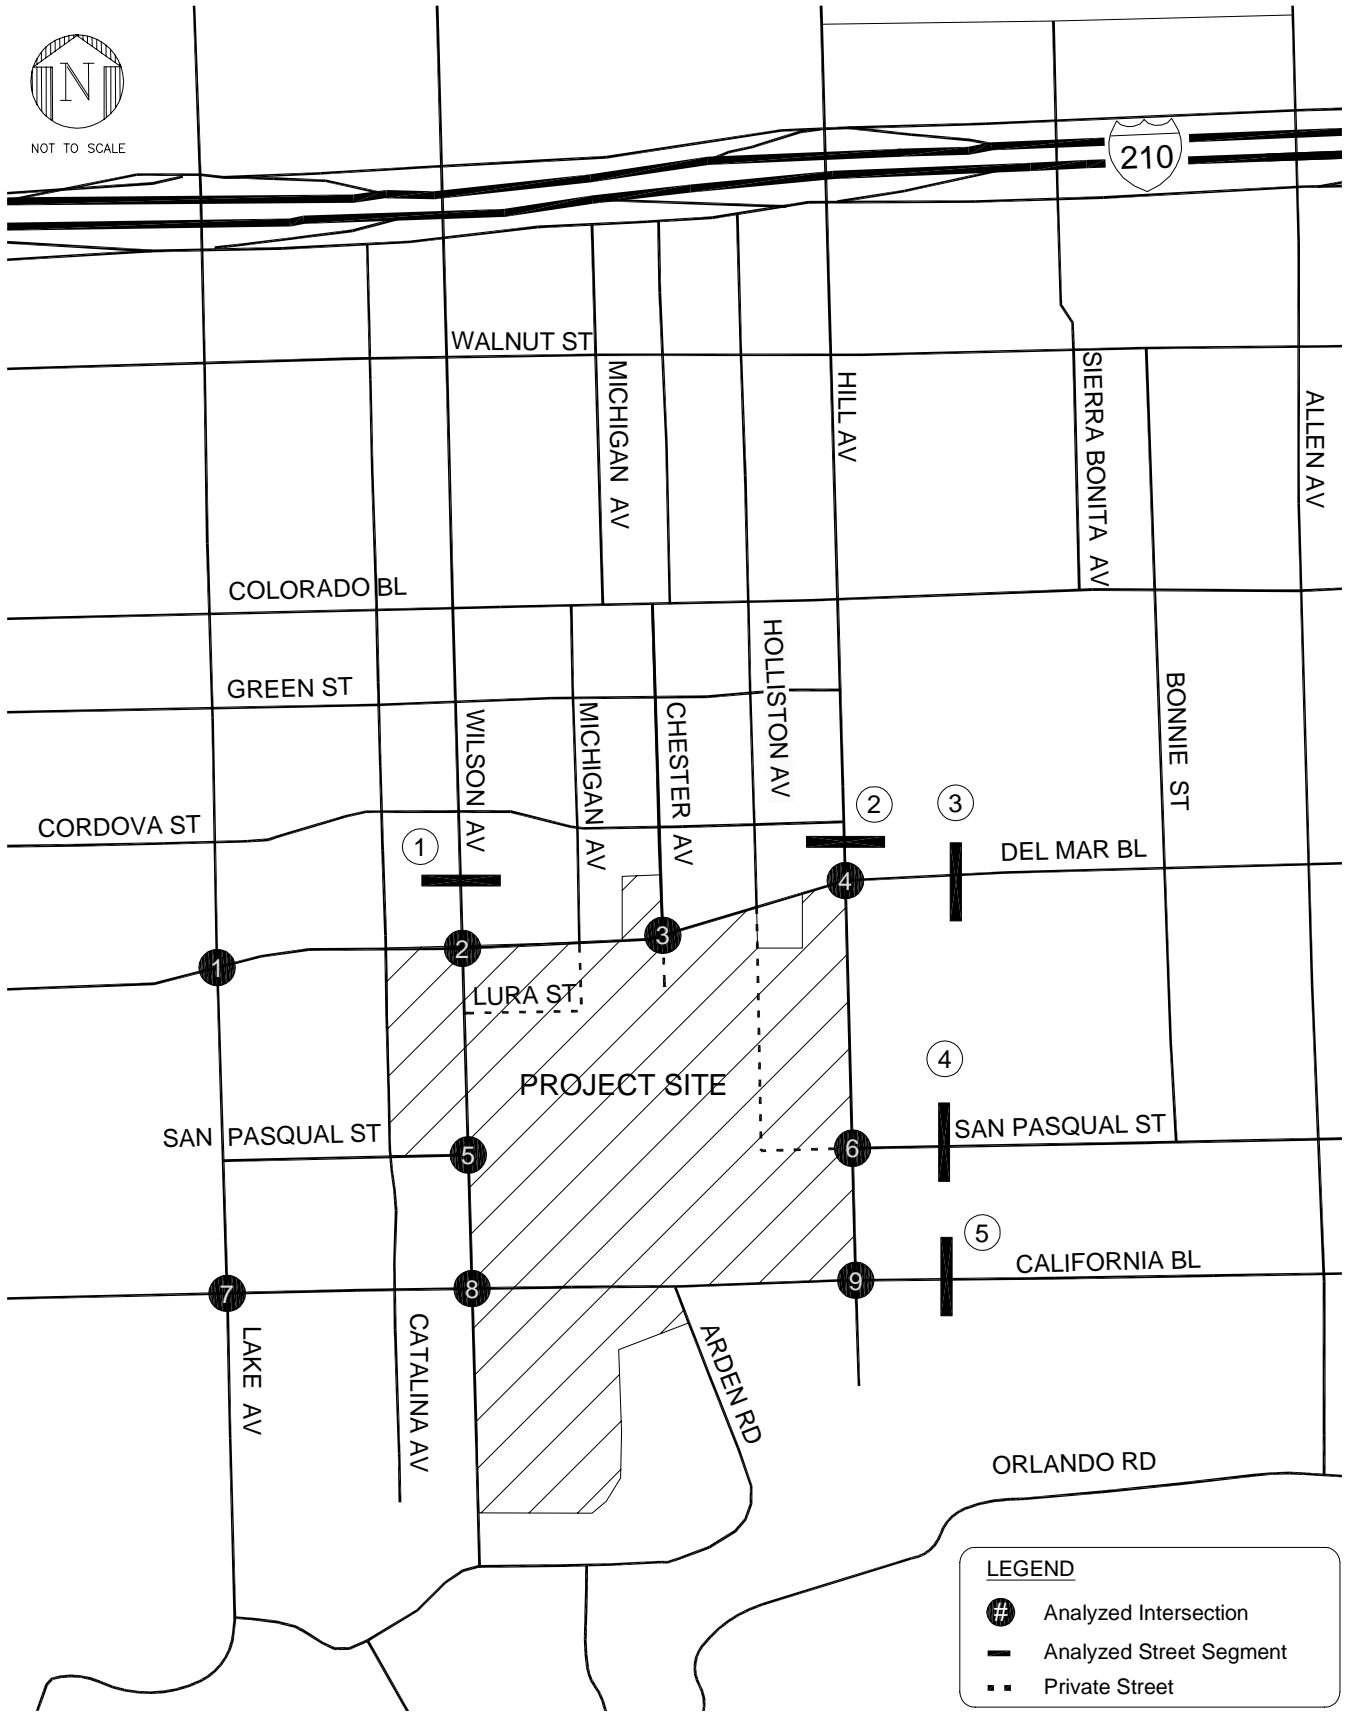 N
NOT TO SCALE
210
WALNUT ST
MICHIGAN AV
HILL AV
SIERRA BONITA AV
ALLEN AV
COLORADO BL
HOLLISTON AV
GREEN ST
BONNIE ST
WILSON AV
MICHIGAN AV
CHESTER AV
2
3
CORDOVA ST
1
DEL MAR BL
4
3
2
1
LURA ST
4
PROJECT SITE
SAN PASQUAL ST
SAN PASQUAL ST
5
6
5
CALIFORNIA BL
7
8
9
LAKE AV
CATALINA AV
ARDEN RD
ORLANDO RD
LEGEND
# Analyzed Intersection
Analyzed Street Segment
Private Street